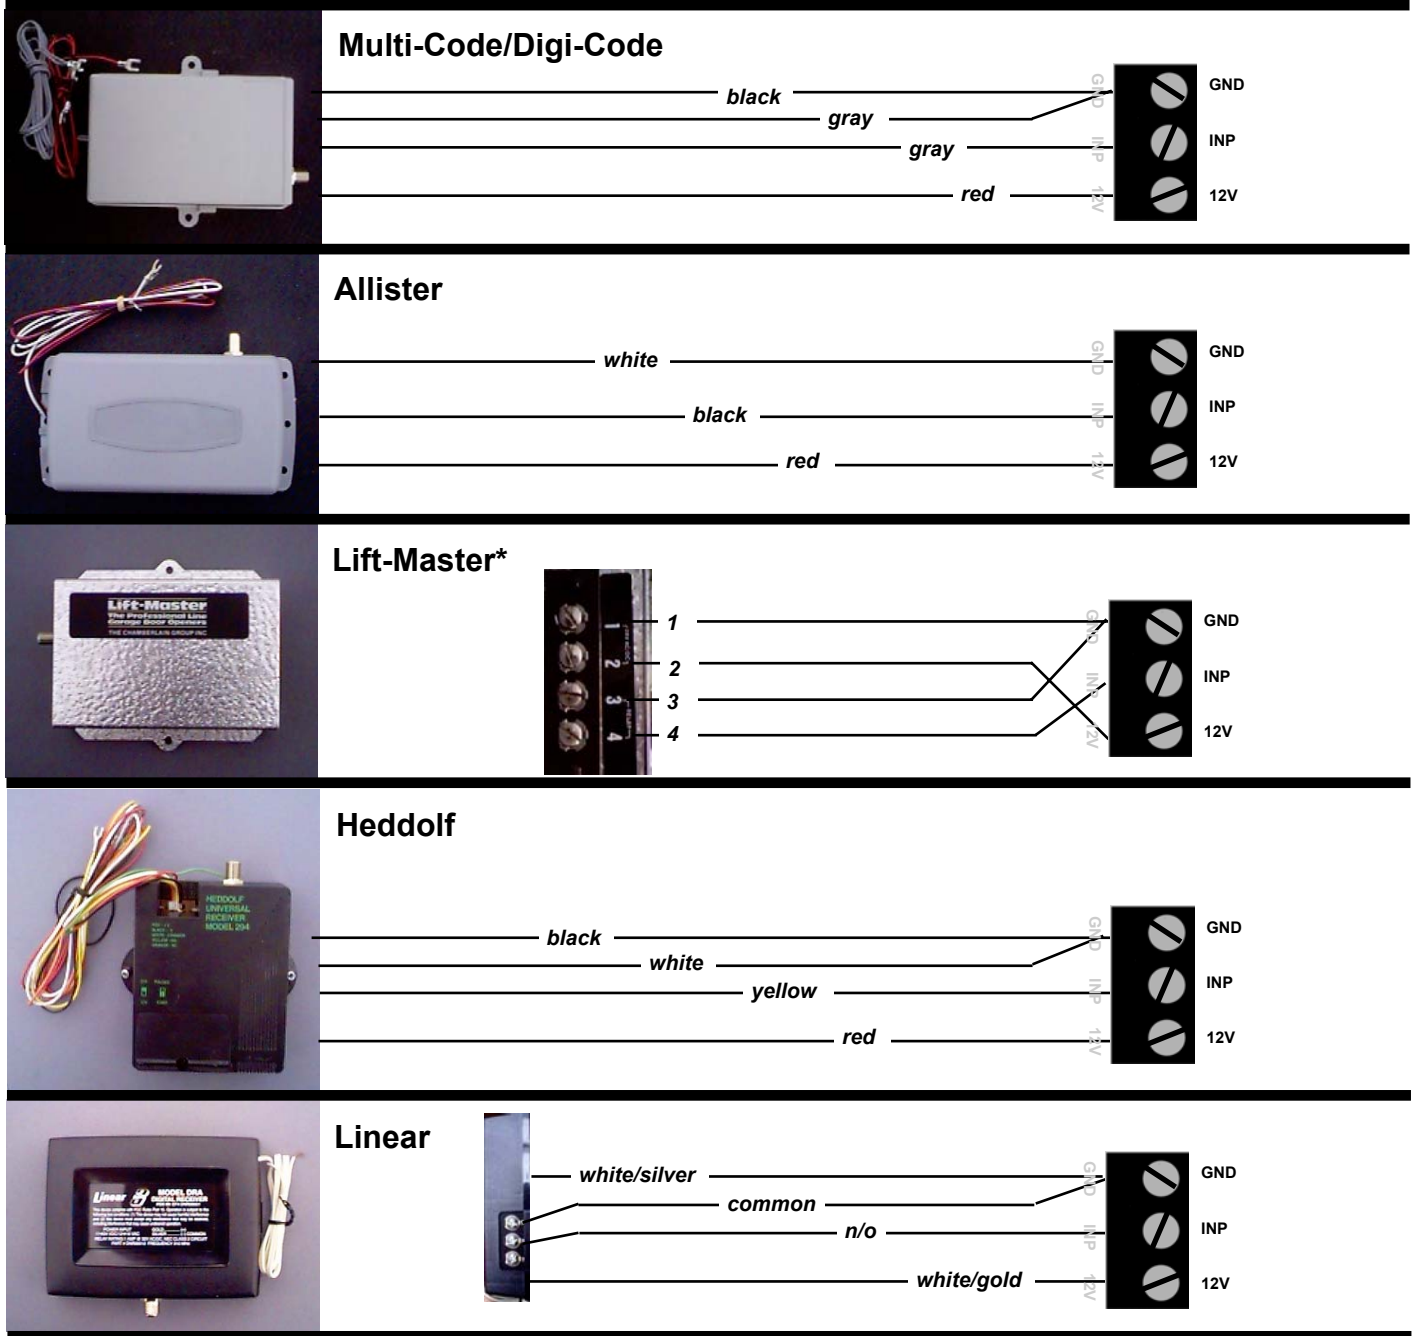 Multi-Code/Digi-Code
black
gray
gray
red
GND
INP
12V
GND
INP
12V
Allister
white
black
red
GND
INP
12V
GND
INP
12V
Lift-Master*
Lift-Master
The Professional Line
Garage Door Openers
THE CHAMBERLAIN GROUP INC
1
2
3
4
1
2
3
4
GND
INP
12V
GND
INP
12V
Heddolf
HEDDOLF
UNIVERSAL
RECEIVER
MODEL 294
black
white
yellow
red
GND
INP
12V
GND
INP
12V
Linear
Linear
MODEL DRA
DIGITAL RECEIVER
white/silver
common
n/o
white/gold
GND
INP
12V
GND
INP
12V